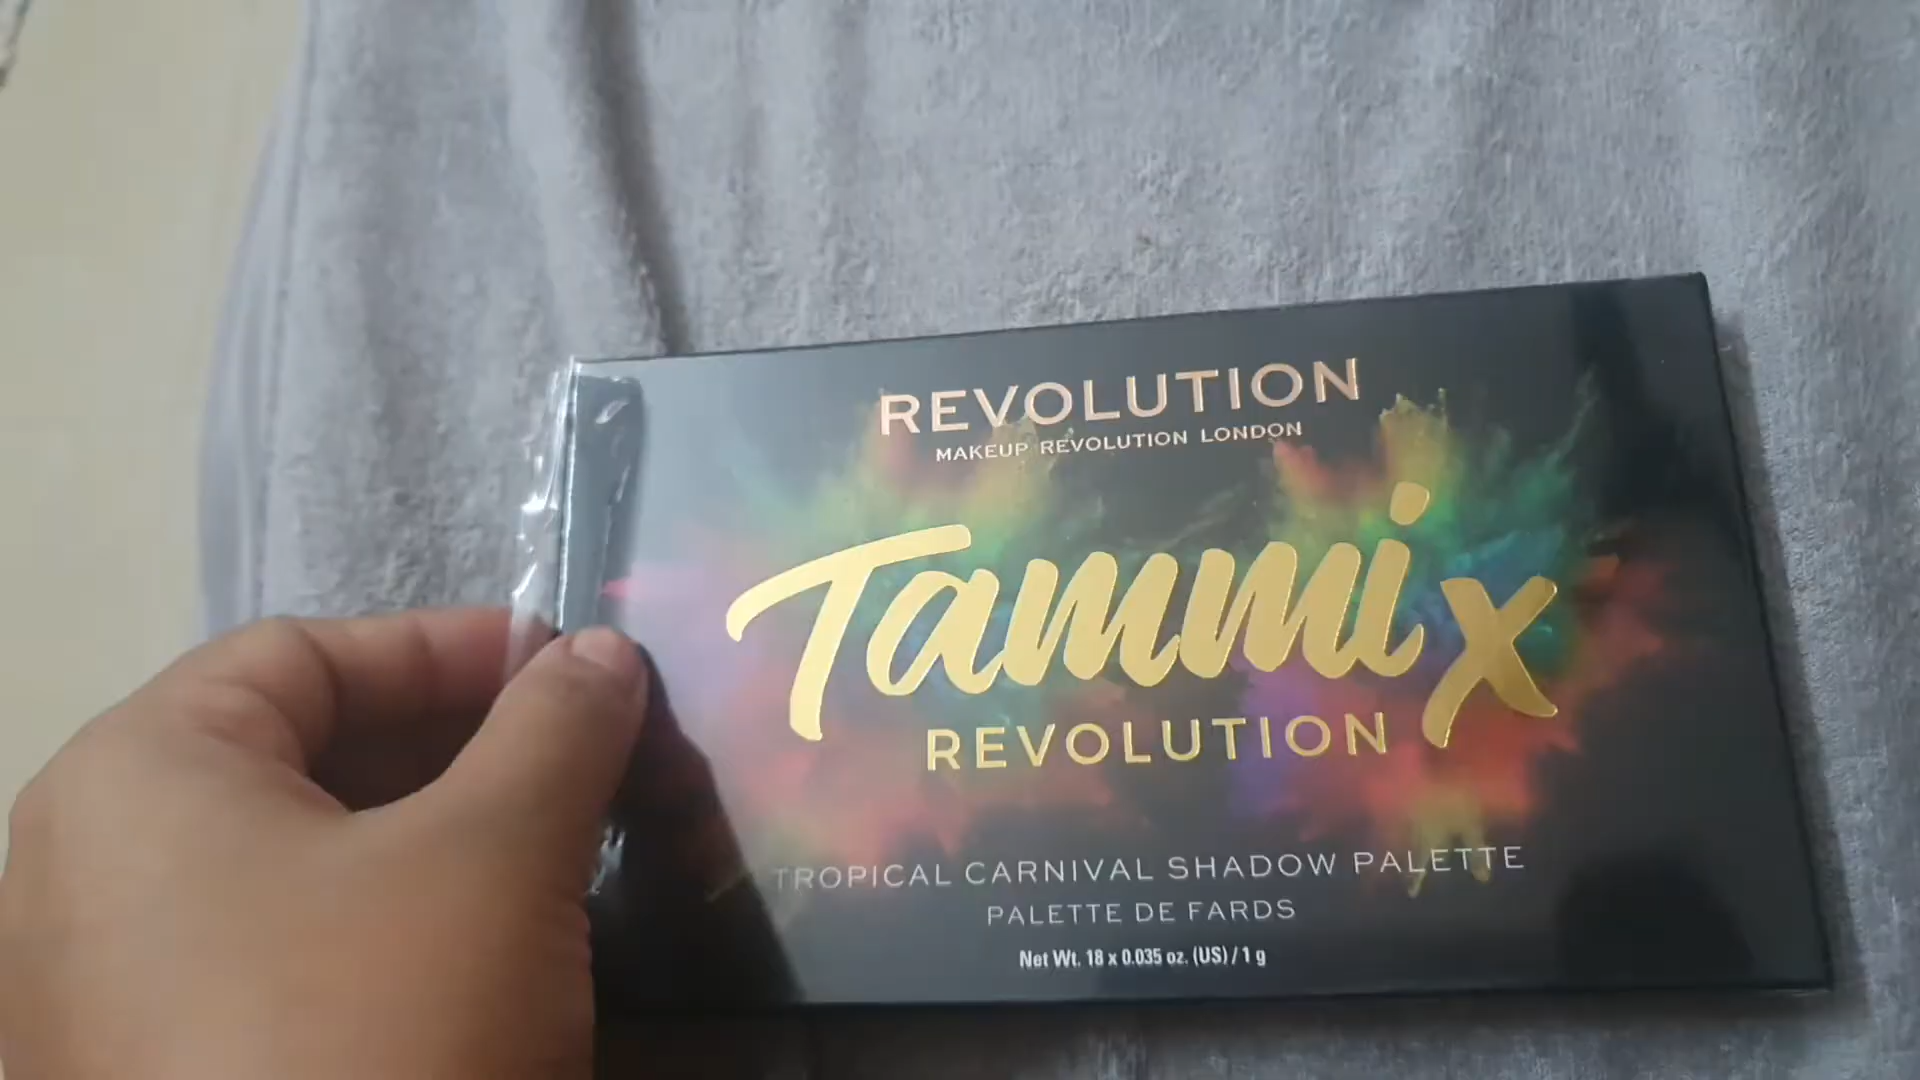 REVOLUTION
MAKEUP REVOLUTION LONDON
Tammi x
REVOLUTION
TROPICAL CARNIVAL SHADOW PALETTE
PALETTE DE FARDS
Net Wt. 18 x 0.035 oz. (US) / 1 g